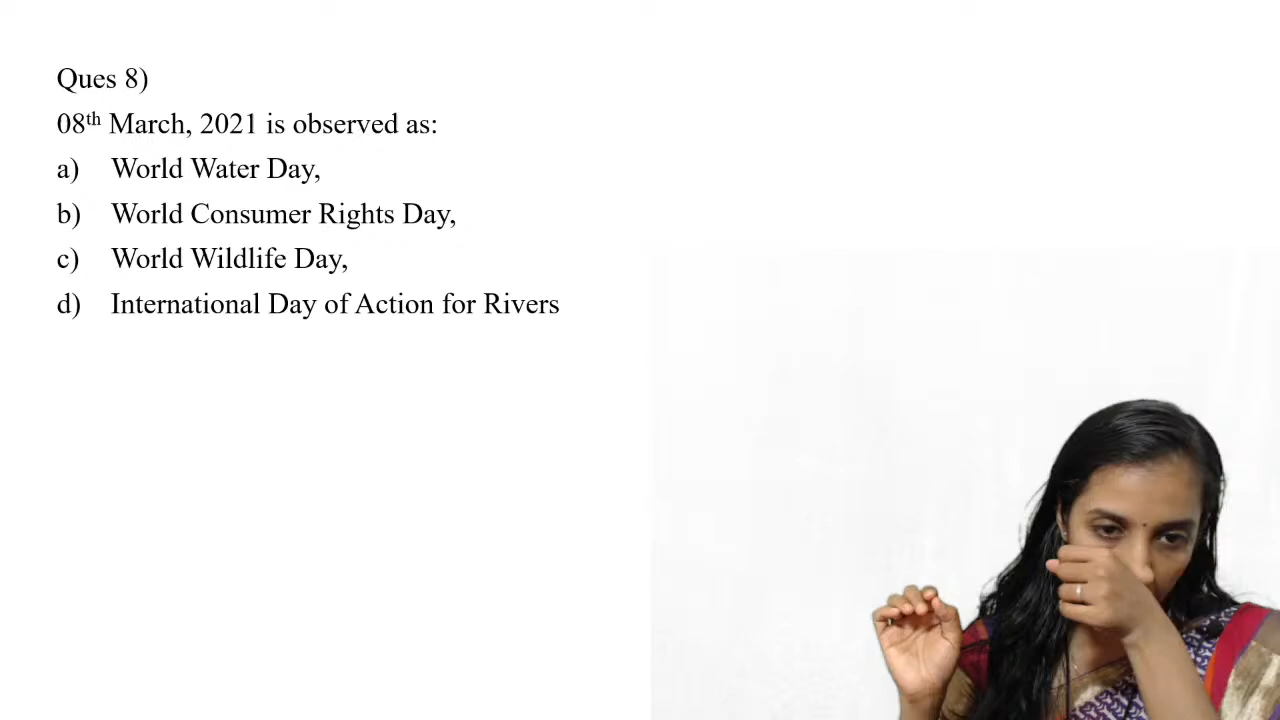 Ques 8)
08th March, 2021 is observed as:
a) World Water Day,
b) World Consumer Rights Day,
c) World Wildlife Day,
d) International Day of Action for Rivers